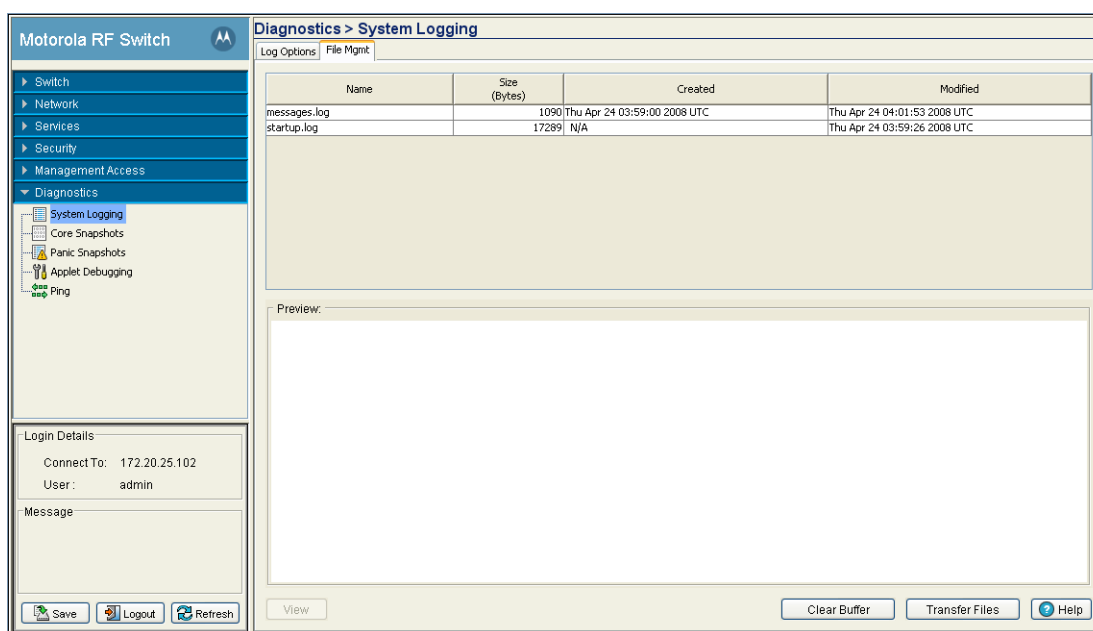 Motorola RF Switch
Switch
Network
Services
Security
Management Access
Diagnostics
System Logging
Core Snapshots
Panic Snapshots
Applet Debugging
Ping
Login Details
Connect To: 172.20.25.102
User : admin
Message
Save Logout Refresh
Diagnostics > System Logging
Log Options File Mgmt
Name Size (Bytes) Created Modified
messages.log 1090 Thu Apr 24 03:59:00 2008 UTC Thu Apr 24 04:01:53 2008 UTC
startup.log 17289 N/A Thu Apr 24 03:59:26 2008 UTC
Preview:
View Clear Buffer Transfer Files Help